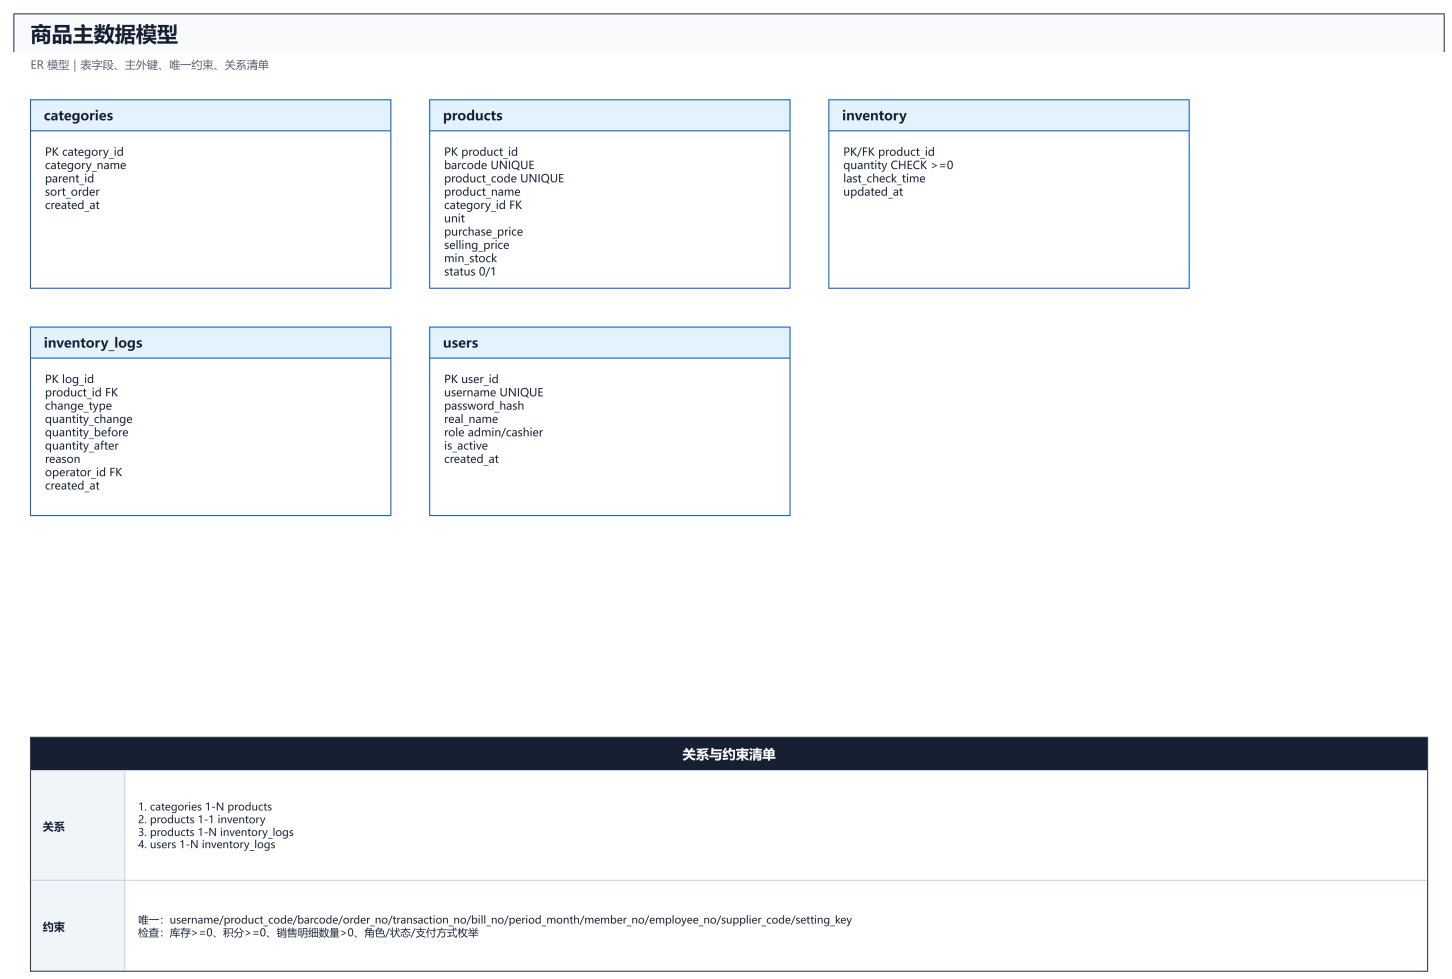 商品主数据模型
ER 模型 | 表字段、主外键、唯一约束、关系清单
categories
PK category_id
category_name
parent_id
sort_order
created_at
products
PK product_id
barcode UNIQUE
product_code UNIQUE
product_name
category_id FK
unit
purchase_price
selling_price
min_stock
status 0/1
inventory
PK/FK product_id
quantity CHECK >=0
last_check_time
updated_at
inventory_logs
PK log_id
product_id FK
change_type
quantity_change
quantity_before
quantity_after
reason
operator_id FK
created_at
users
PK user_id
username UNIQUE
password_hash
real_name
role admin/cashier
is_active
created_at
关系与约束清单
关系
1. categories 1-N products
2. products 1-1 inventory
3. products 1-N inventory_logs
4. users 1-N inventory_logs
约束
唯一：username/product_code/barcode/order_no/transaction_no/bill_no/period_month/member_no/employee_no/supplier_code/setting_key
检查：库存>=0、积分>=0、销售明细数量>0、角色/状态/支付方式枚举